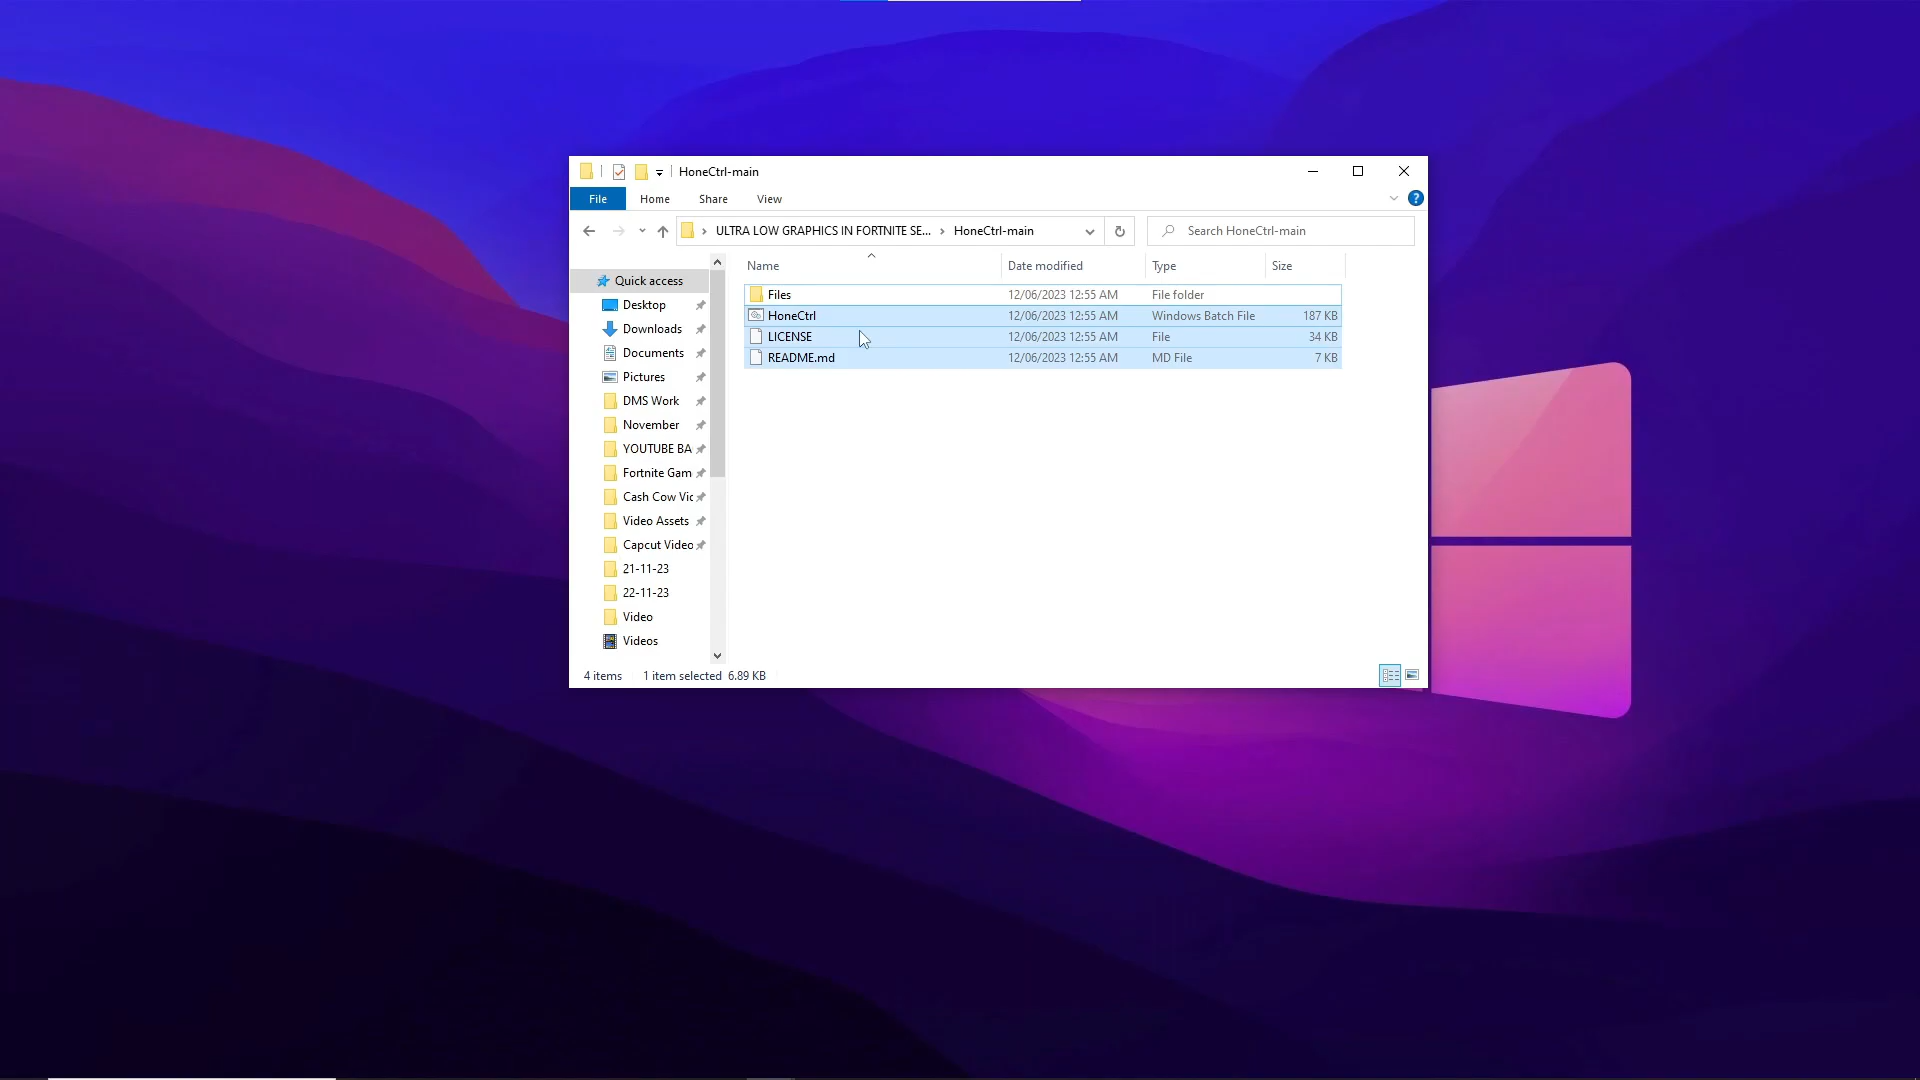 HoneCtrl-main
File Home Share View
ULTRA LOW GRAPHICS IN FORTNITE SE... HoneCtrl-main Search HoneCtrl-main
Name Date modified Type Size
Files 12/06/2023 12:55 AM File folder
HoneCtrl 12/06/2023 12:55 AM Windows Batch File 187 KB
LICENSE 12/06/2023 12:55 AM File 34 KB
README.md 12/06/2023 12:55 AM MD File 7 KB
Quick access
Desktop
Downloads
Documents
Pictures
DMS Work
November
YOUTUBE BA
Fortnite Gam
Cash Cow Vic
Video Assets
Capcut Video
21-11-23
22-11-23
Video
Videos
4 items 1 item selected 6.89 KB